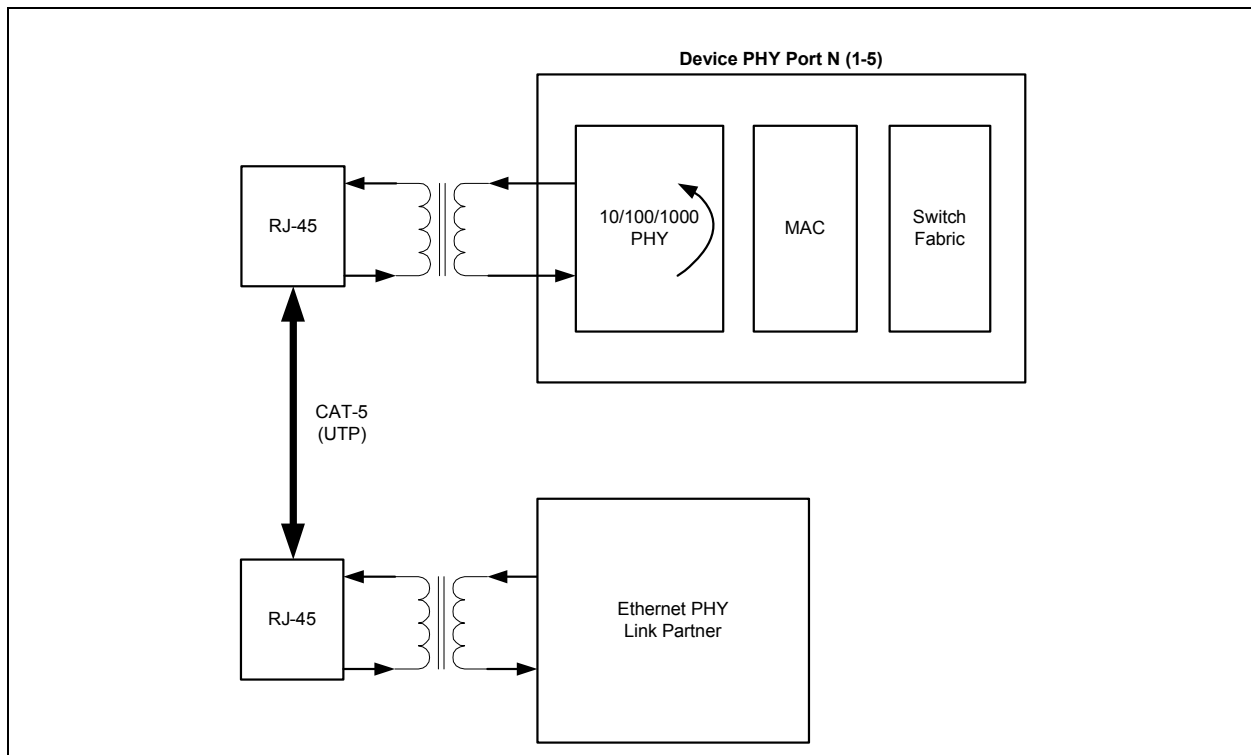 Device PHY Port N (1-5)
RJ-45
10/100/1000
PHY
MAC
Switch
Fabric
CAT-5
(UTP)
RJ-45
Ethernet PHY
Link Partner